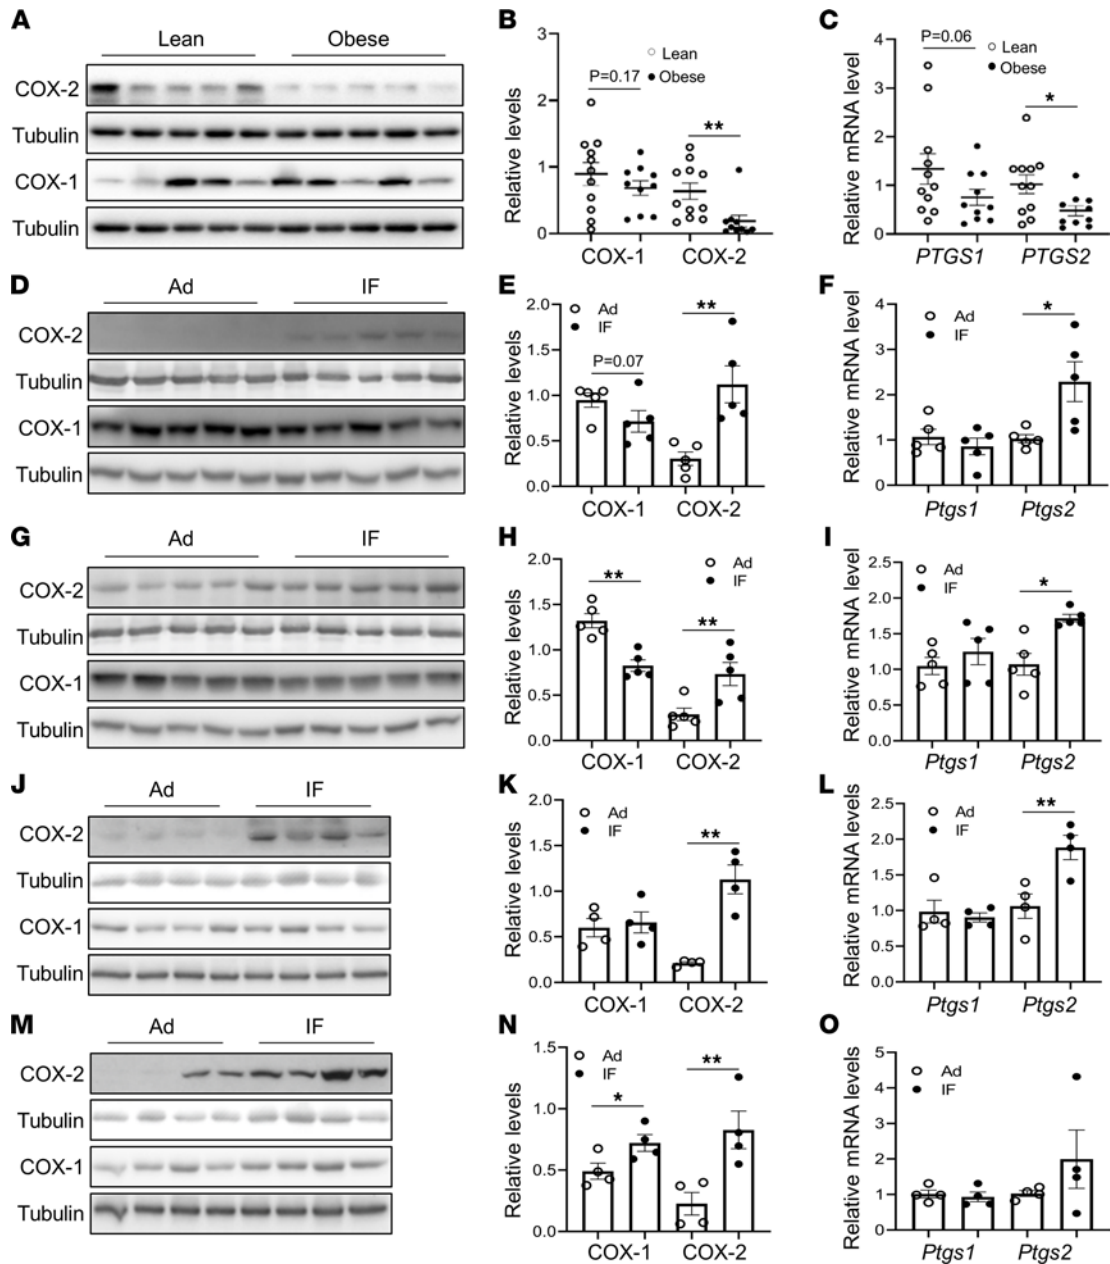 A
Lean Obese
COX-2
Tubulin
COX-1
Tubulin
B
Relative levels
3
2
1
0
Lean
Obese
P=0.17
**
COX-1 COX-2
C
Relative mRNA level
4
3
2
1
0
P=0.06
Lean
Obese
*
PTGS1 PTGS2
D
Ad IF
COX-2
Tubulin
COX-1
Tubulin
E
Relative levels
2.0
1.5
1.0
0.5
0.0
Ad
IF
**
P=0.07
COX-1 COX-2
F
Relative mRNA level
4
3
2
1
0
Ad
IF
*
Ptgs1 Ptgs2
G
Ad IF
COX-2
Tubulin
COX-1
Tubulin
H
Relative levels
2.0
1.5
1.0
0.5
0.0
Ad
IF
**
**
COX-1 COX-2
I
Relative mRNA level
2.5
2.0
1.5
1.0
0.5
0.0
Ad
IF
*
Ptgs1 Ptgs2
J
Ad IF
COX-2
Tubulin
COX-1
Tubulin
K
Relative levels
2.0
1.5
1.0
0.5
0.0
Ad
IF
**
COX-1 COX-2
L
Relative mRNA levels
2.5
2.0
1.5
1.0
0.5
0.0
Ad
IF
**
Ptgs1 Ptgs2
M
Ad IF
COX-2
Tubulin
COX-1
Tubulin
N
Relative levels
1.5
1.0
0.5
0.0
Ad
IF
*
**
COX-1 COX-2
O
Relative mRNA levels
5
4
3
2
1
0
Ad
IF
Ptgs1 Ptgs2